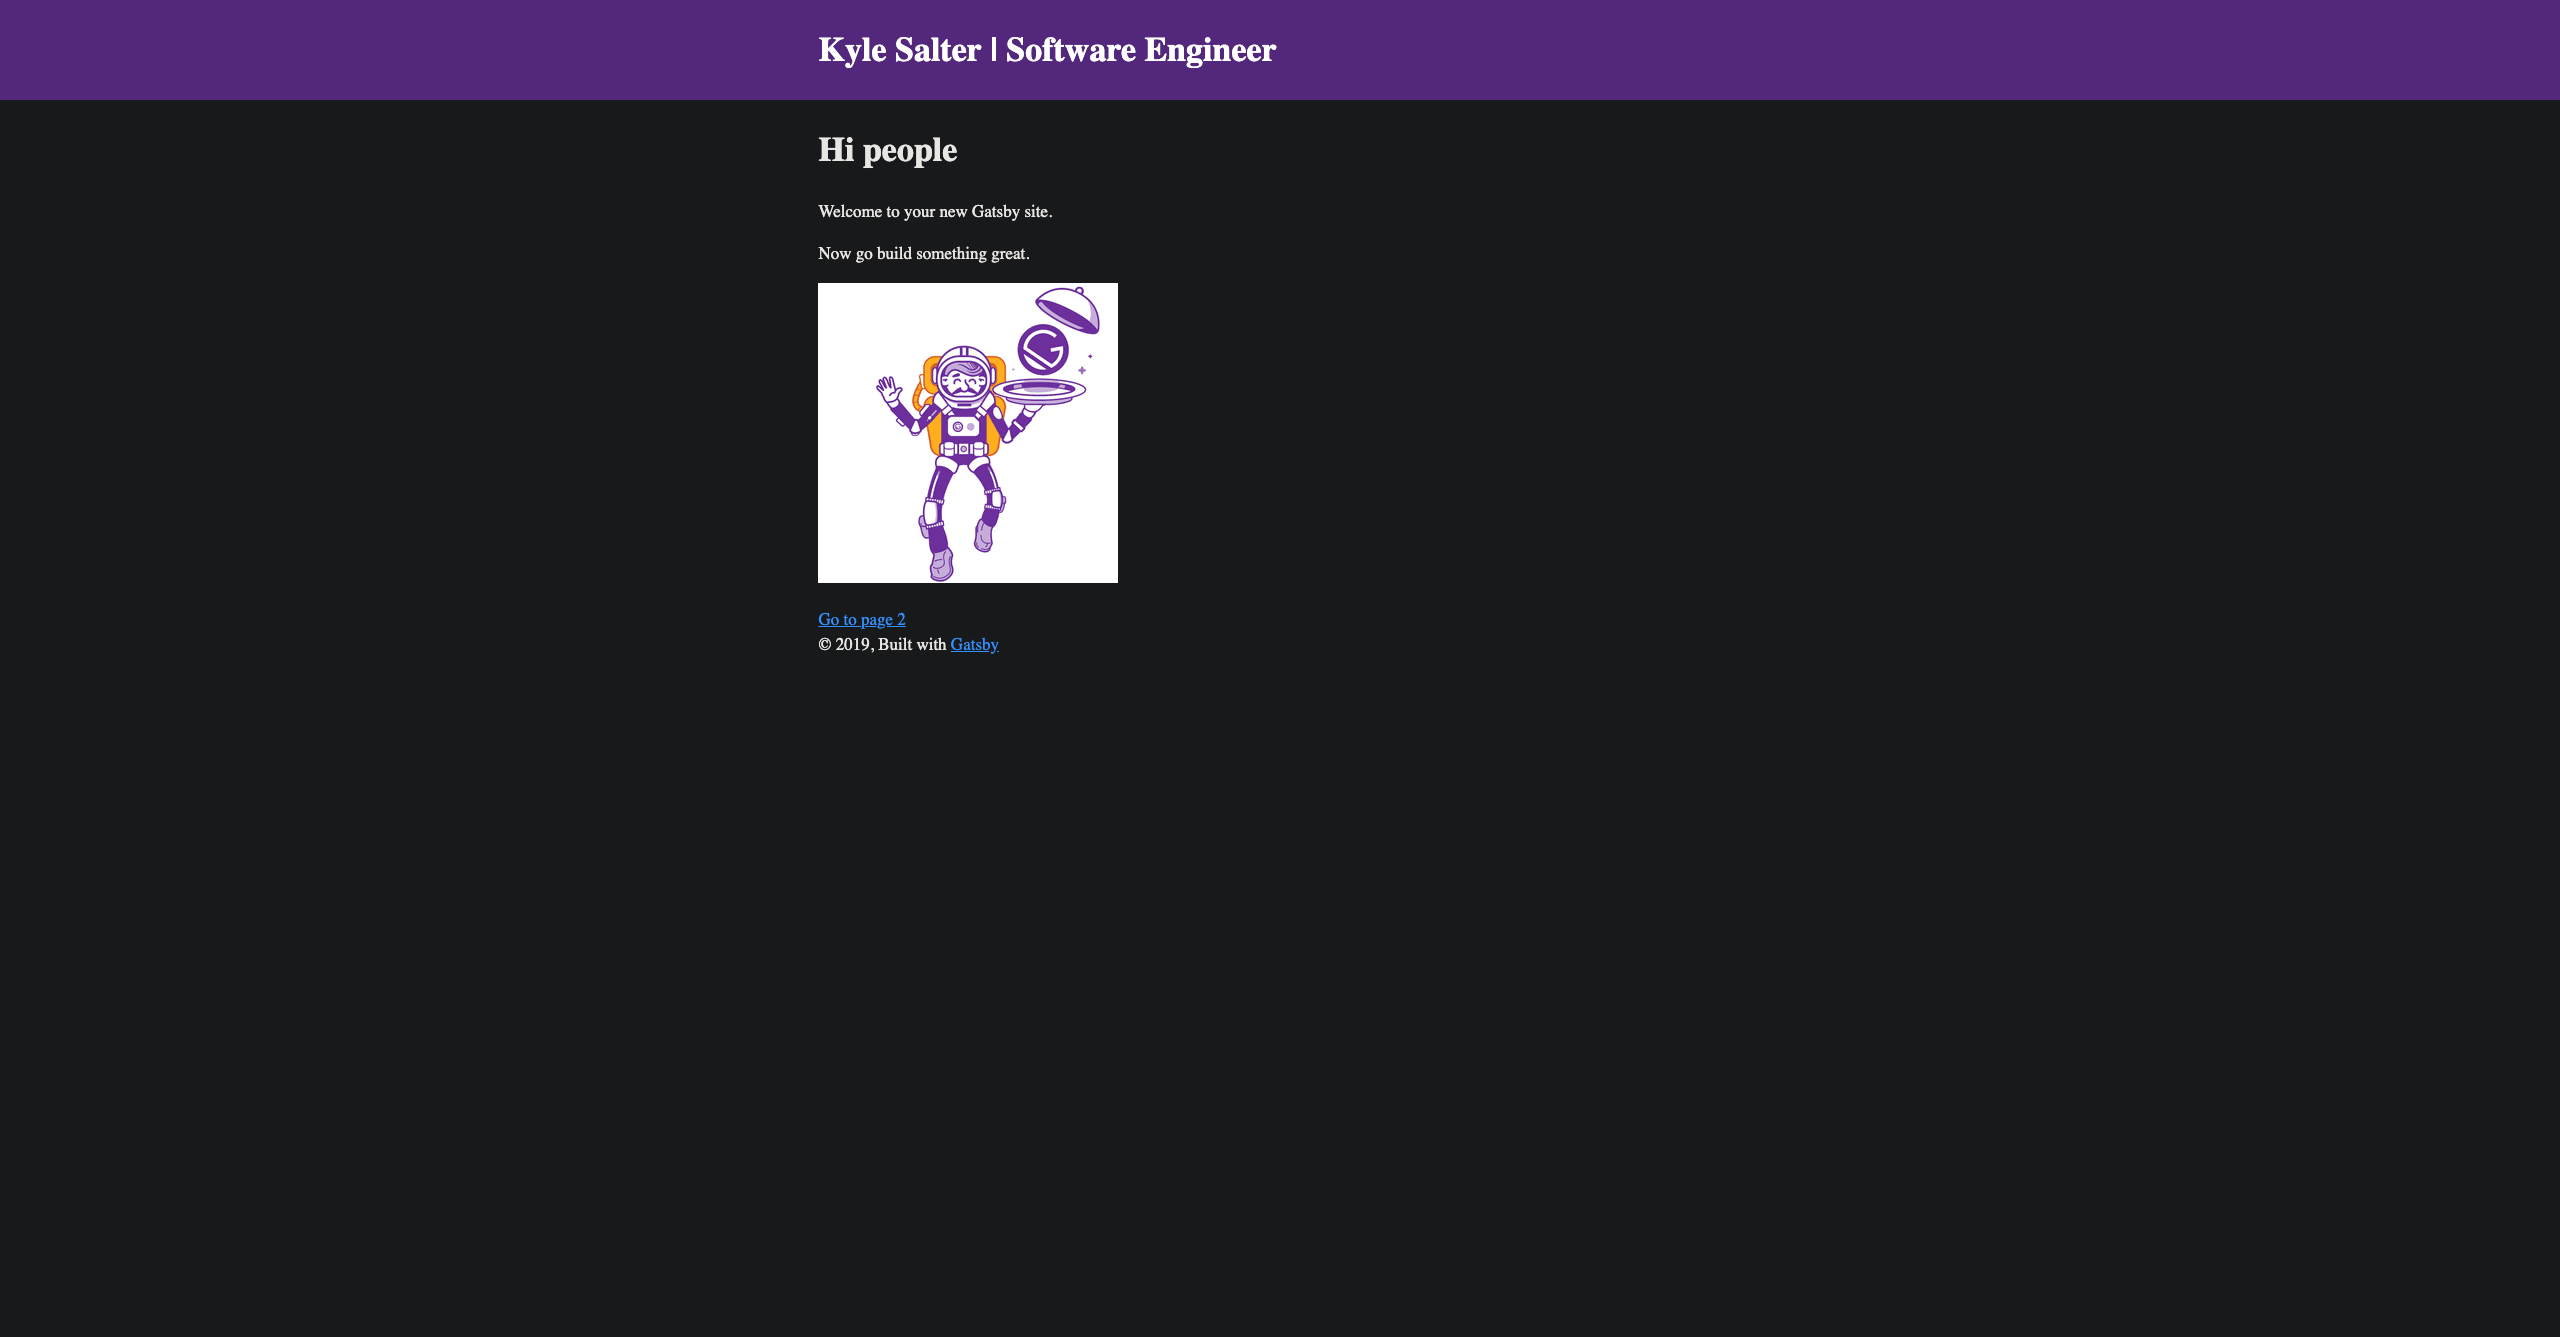 Kyle Salter | Software Engineer
Hi people
Welcome to your new Gatsby site.
Now go build something great.
Go to page 2
© 2019, Built with Gatsby